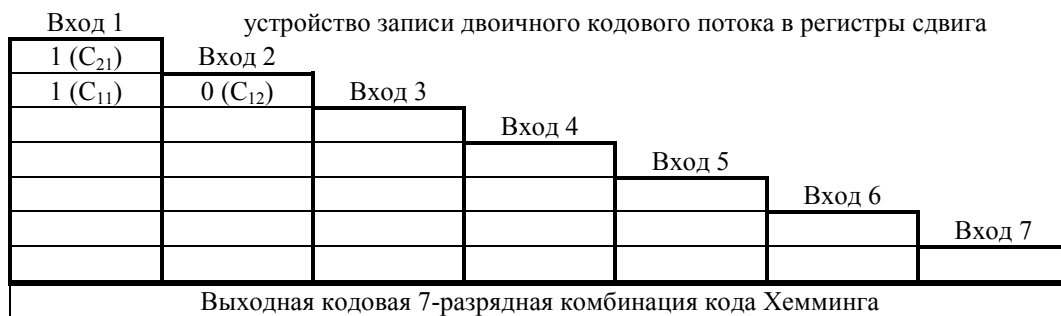 Вход 1 устройство записи двоичного кодового потока в регистры сдвига
1 (C₂₁) Вход 2
1 (C₁₁) 0 (C₁₂) Вход 3
Вход 4
Вход 5
Вход 6
Вход 7
Выходная кодовая 7-разрядная комбинация кода Хемминга